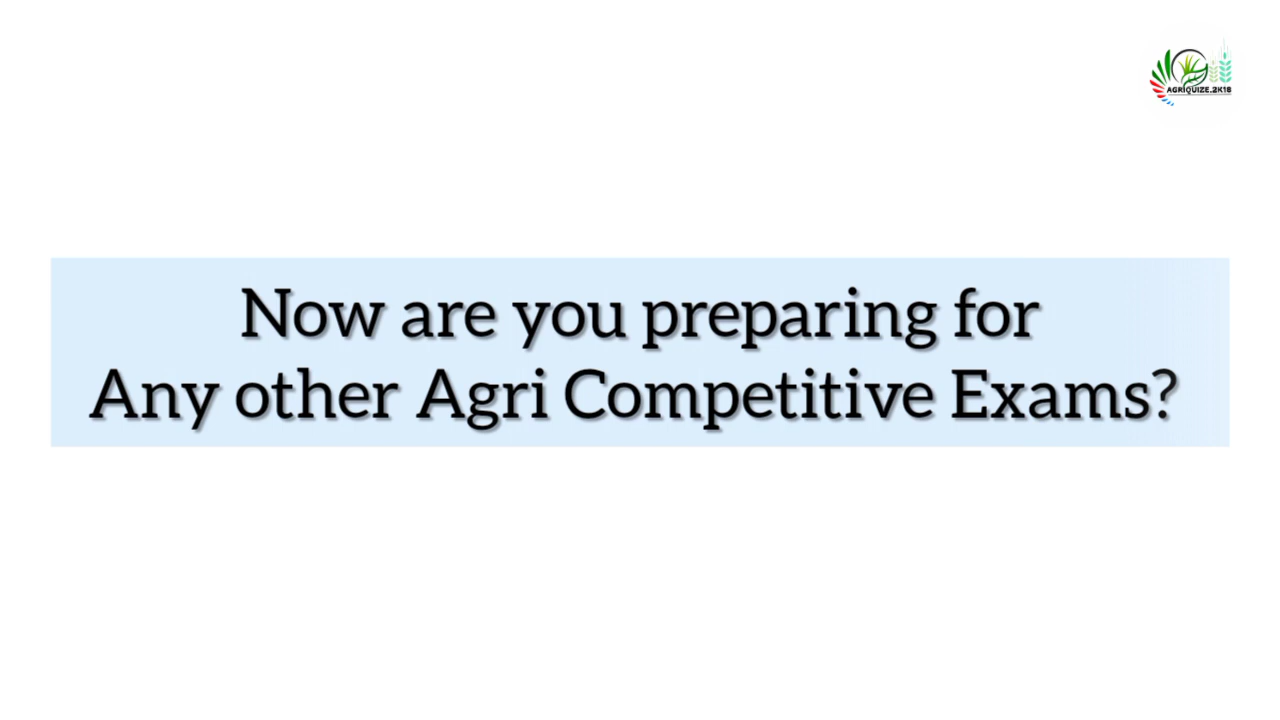 AGRIQUIZE.2K18
Now are you preparing for
Any other Agri Competitive Exams?